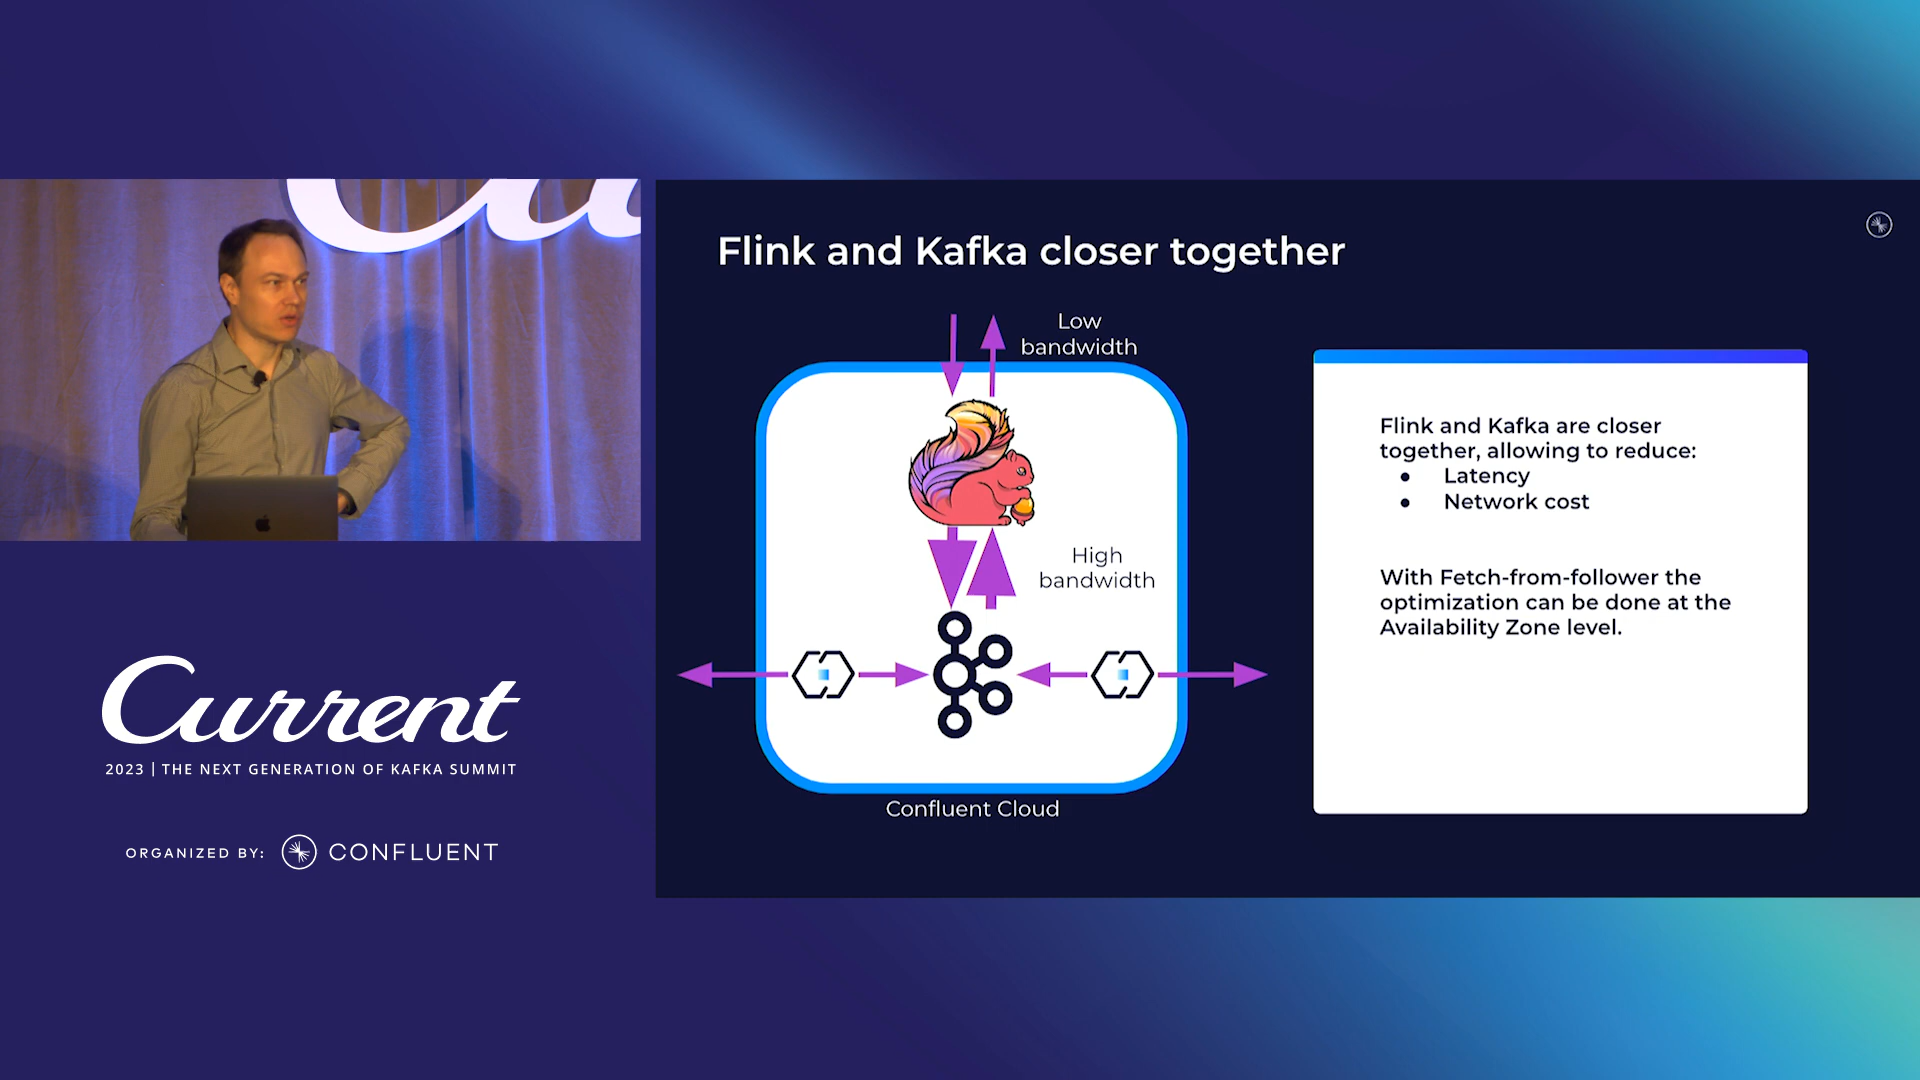 Cu
Flink and Kafka closer together
Low
bandwidth
High
bandwidth
Confluent Cloud
Flink and Kafka are closer
together, allowing to reduce:
● Latency
● Network cost
With Fetch-from-follower the
optimization can be done at the
Availability Zone level.
Current
2023 | THE NEXT GENERATION OF KAFKA SUMMIT
ORGANIZED BY: CONFLUENT